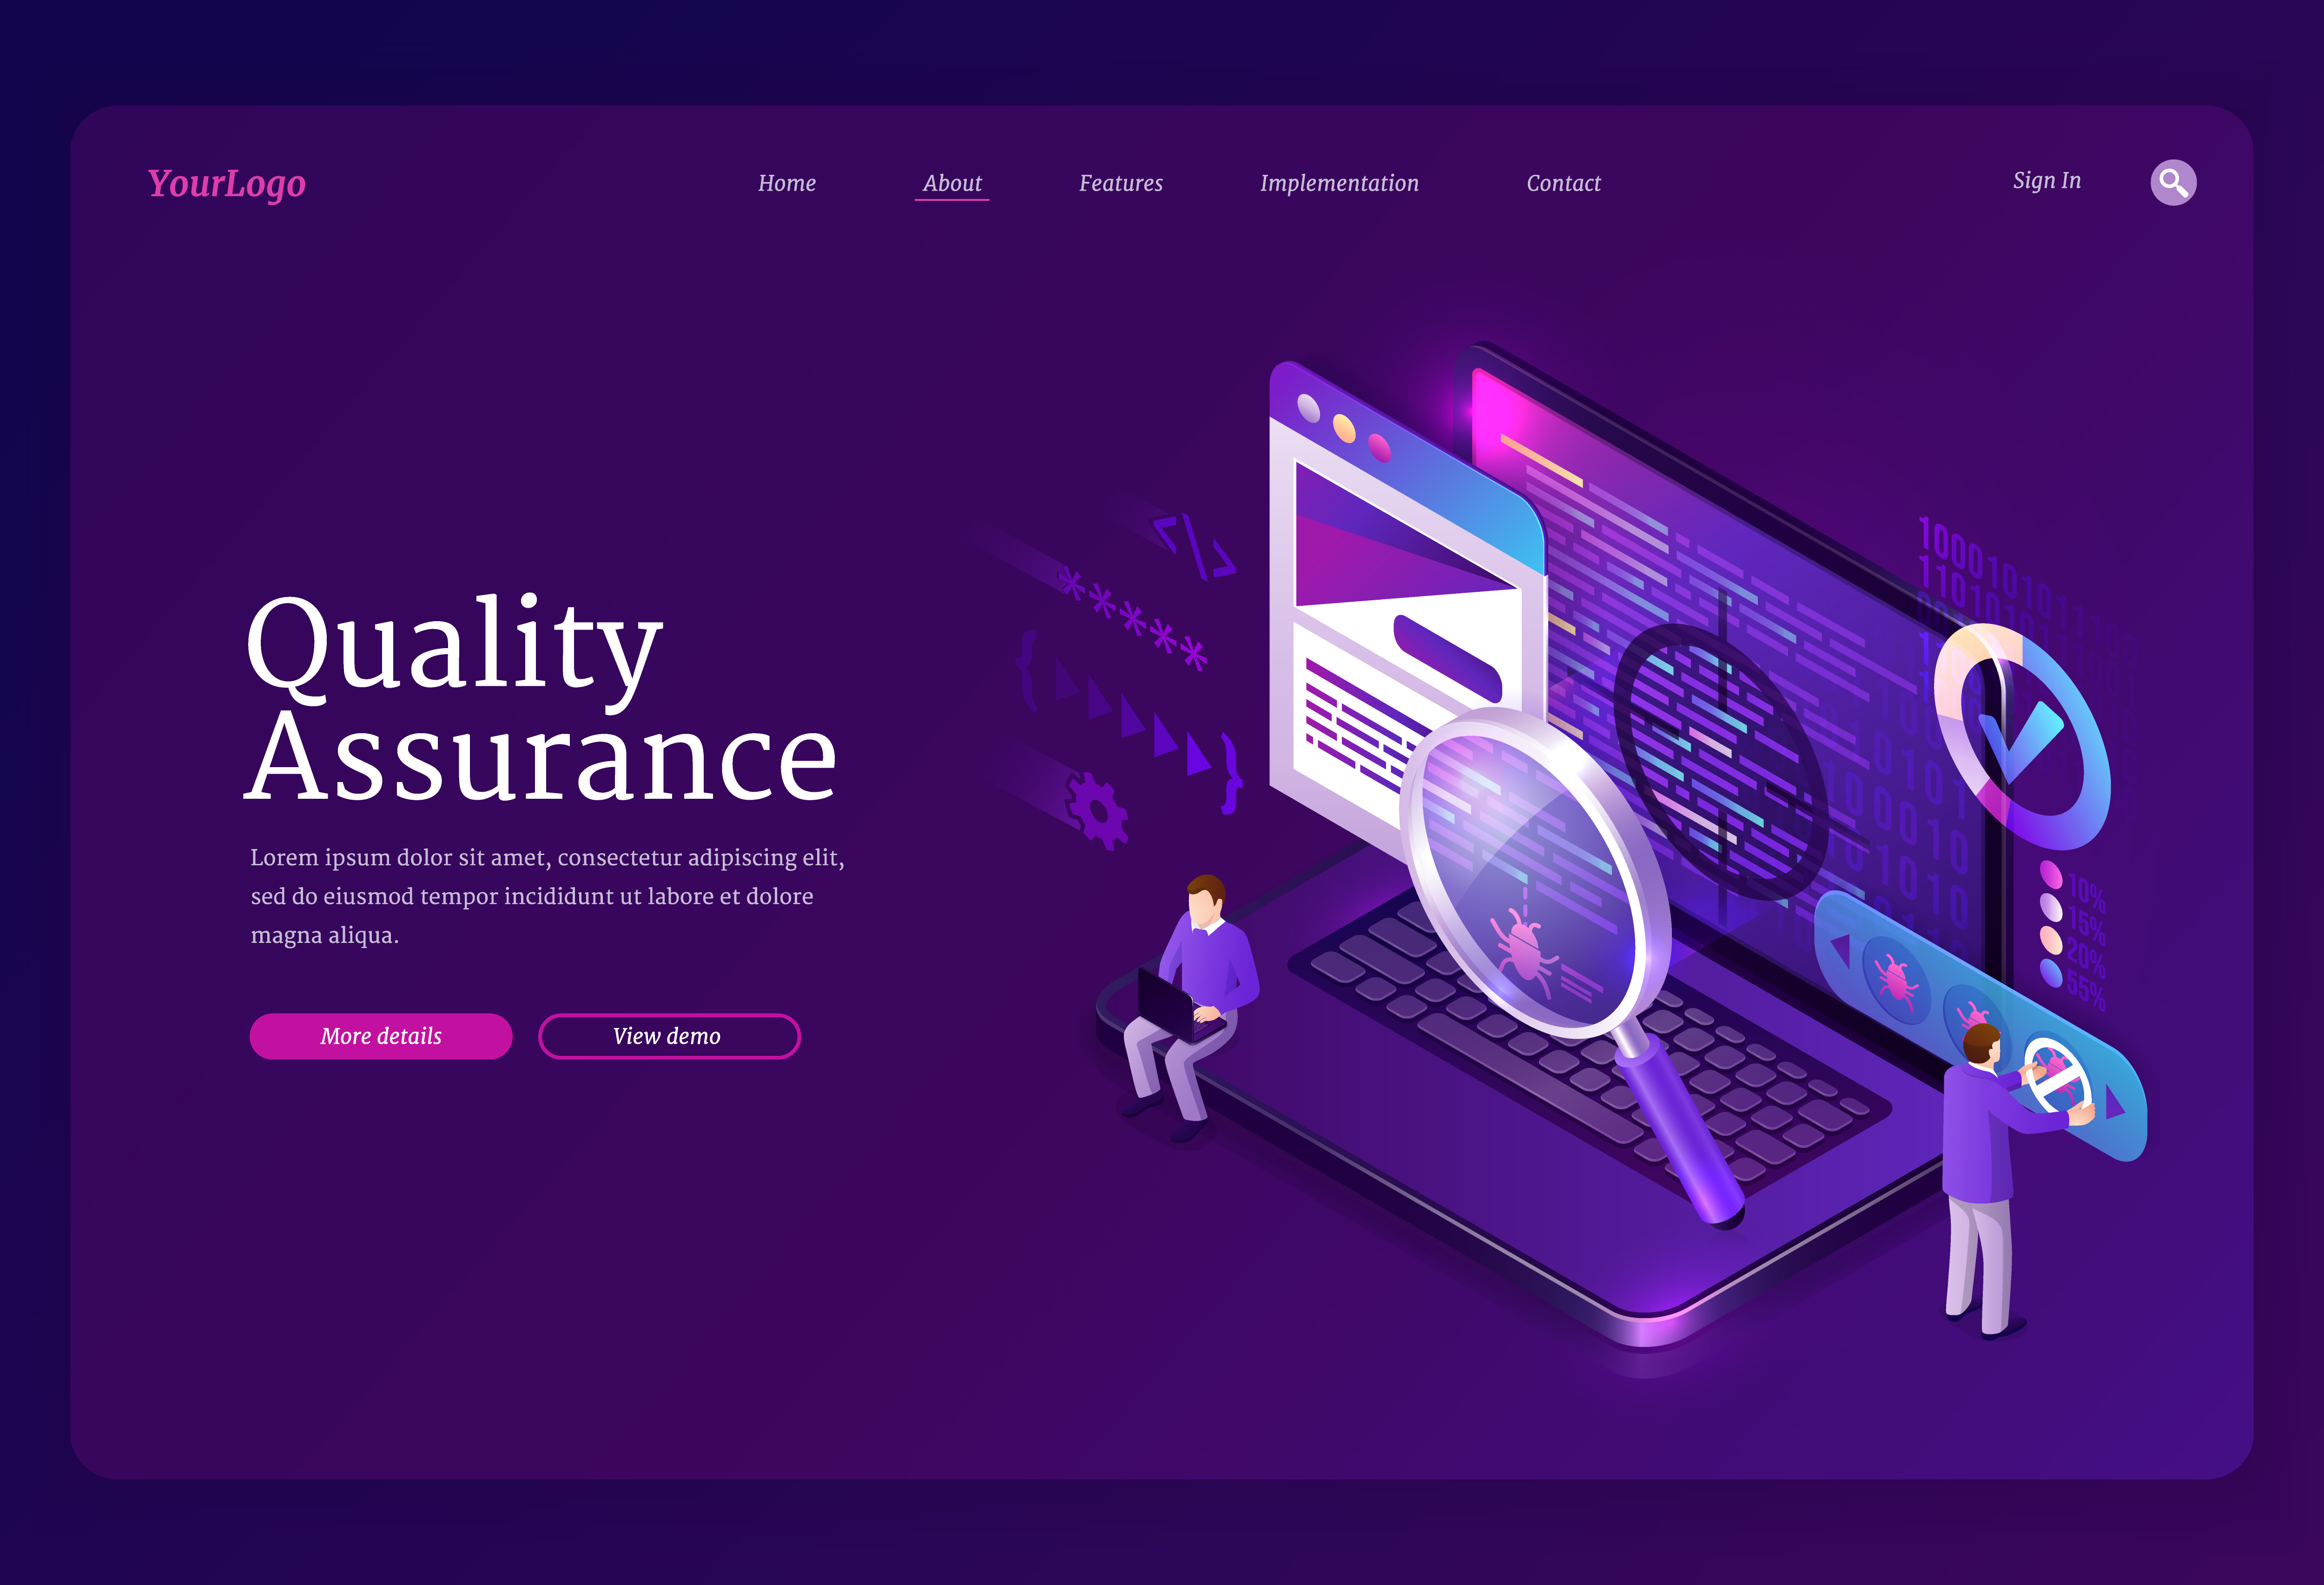 YourLogo
Home
About
Features
Implementation
Contact
Sign In
Quality
Assurance
Lorem ipsum dolor sit amet, consectetur adipiscing elit,
sed do eiusmod tempor incididunt ut labore et dolore
magna aliqua.
More details
View demo
</>
*****
{
}
10%
15%
20%
55%